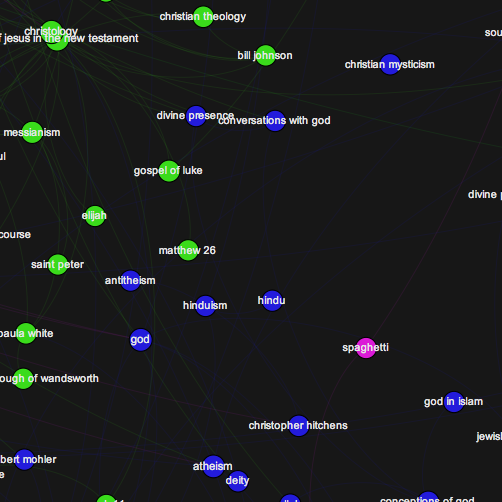 christian theology
christology
f jesus in the new testament
sou
bill johnson
christian mysticism
divine presence
conversations with god
messianism
ul
gospel of luke
divine p
elijah
course
matthew 26
saint peter
antitheism
hinduism
hindu
paula white
god
spaghetti
ough of wandsworth
god in islam
christopher hitchens
jewis
bert mohler
atheism
e
deity
conceptions of god